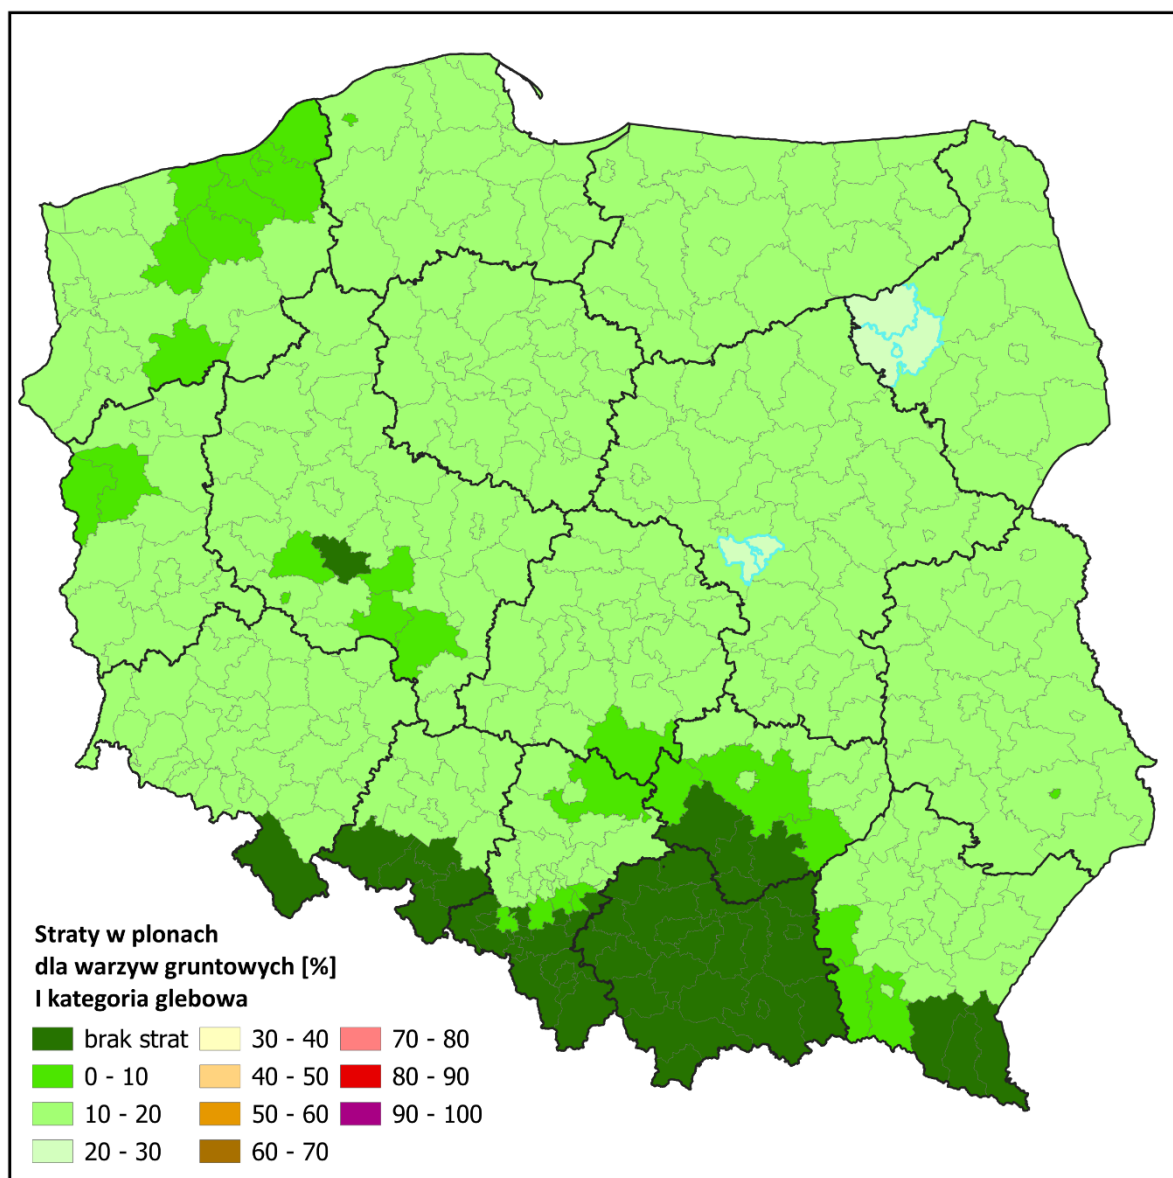 Straty w plonach
dla warzyw gruntowych [%]
I kategoria glebowa
brak strat
0 - 10
10 - 20
20 - 30
30 - 40
40 - 50
50 - 60
60 - 70
70 - 80
80 - 90
90 - 100